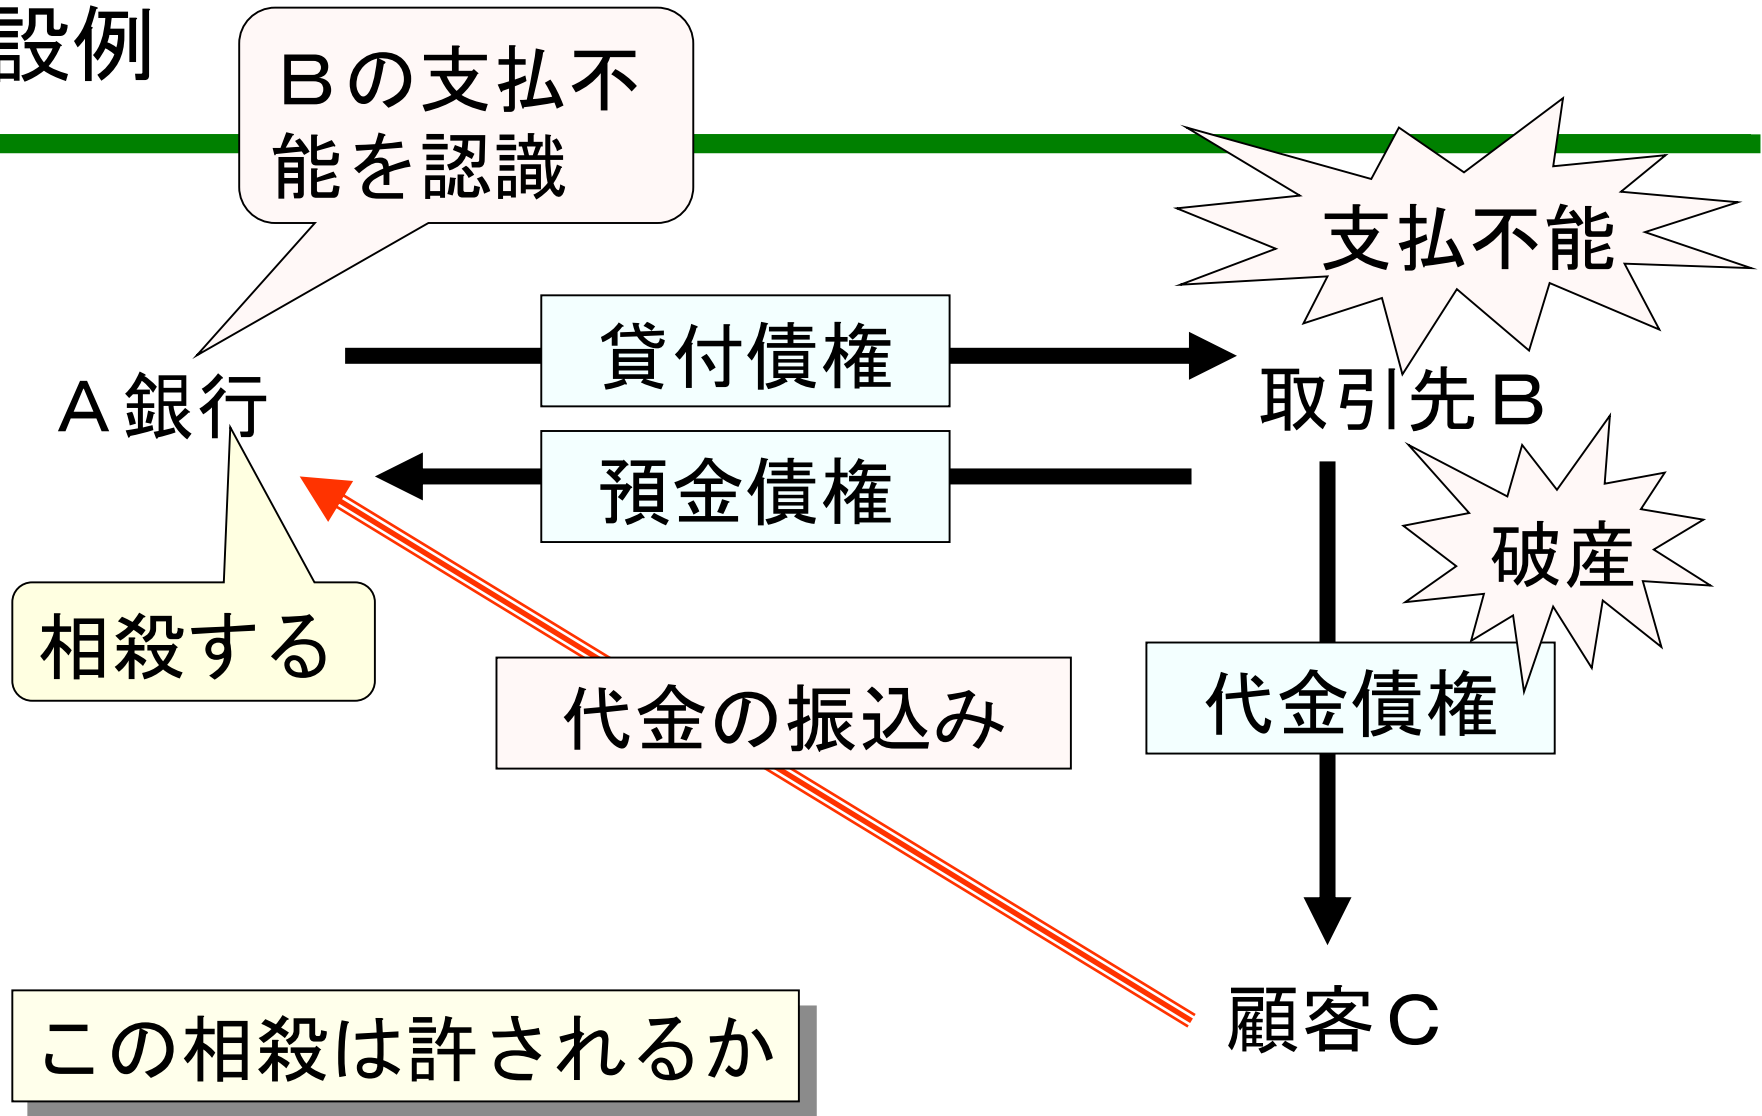 設例
Ｂの支払不
能を認識
支払不能
貸付債権
Ａ銀行
取引先Ｂ
預金債権
破産
相殺する
代金の振込み
代金債権
顧客Ｃ
この相殺は許されるか